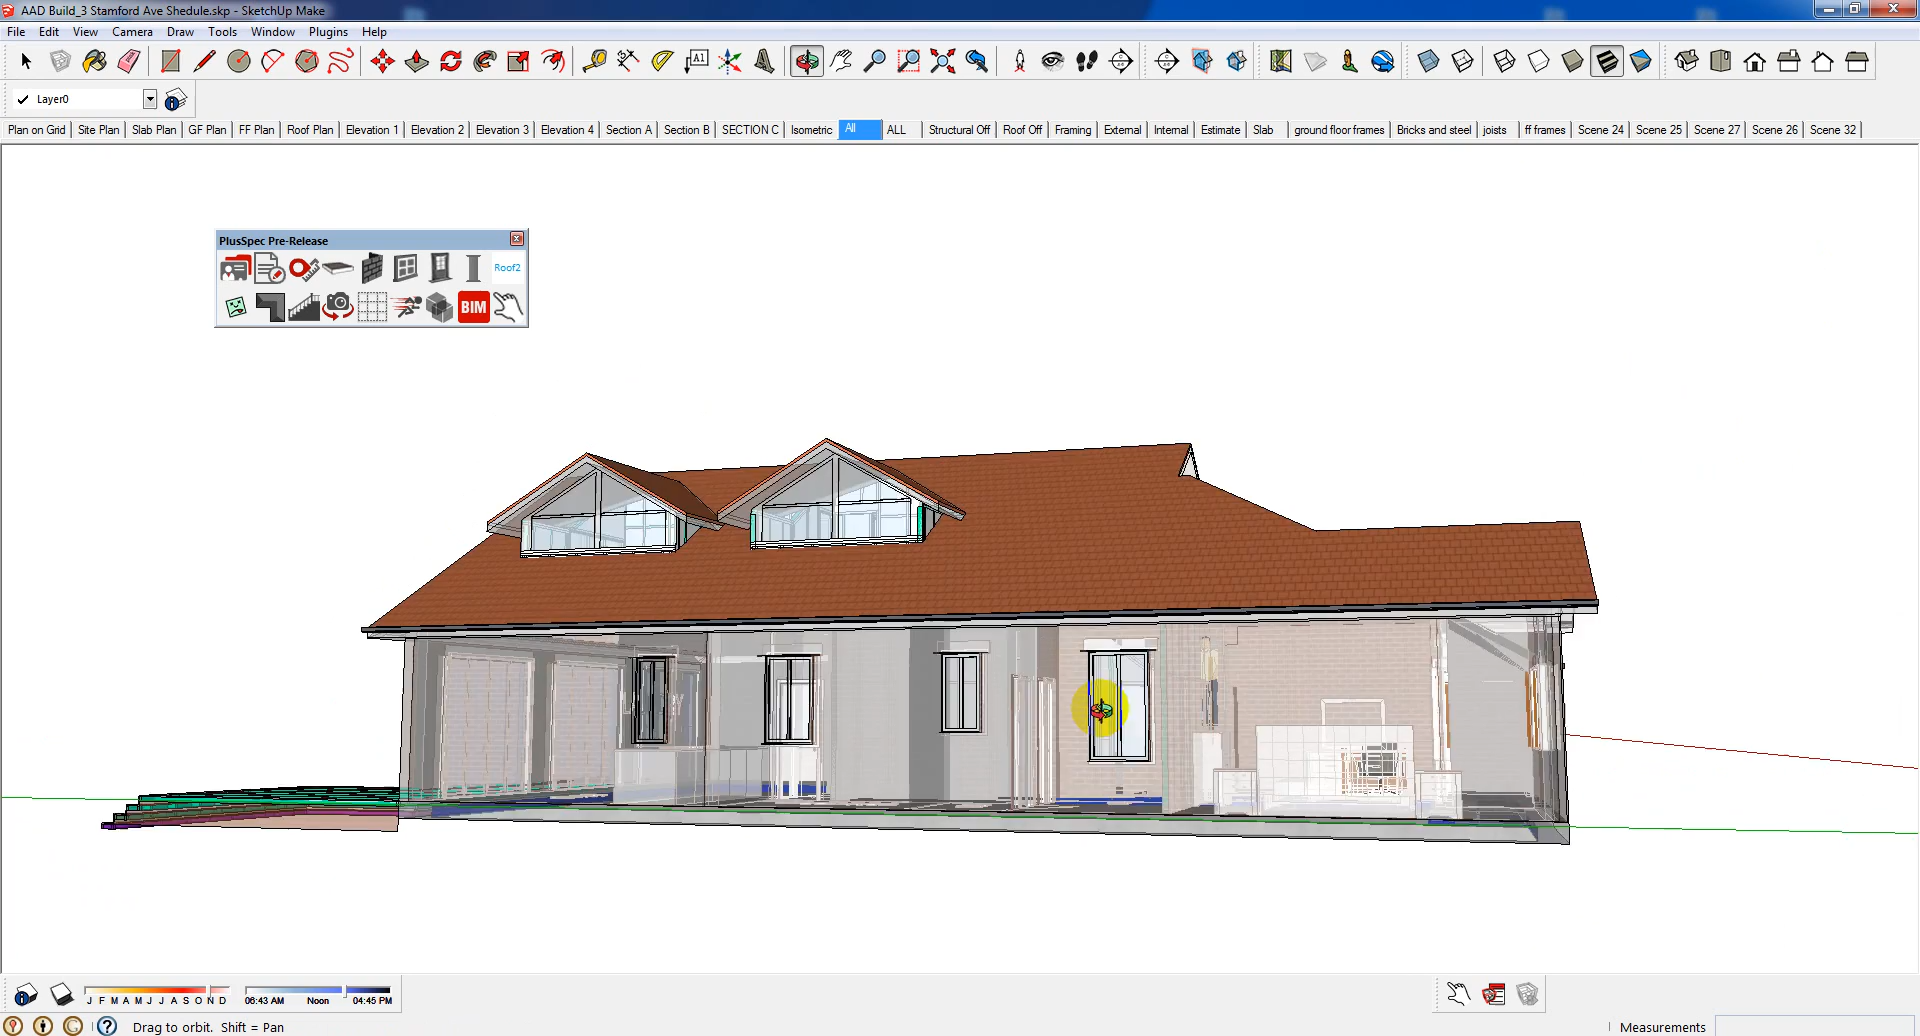 AAD Build_3 Stamford Ave Shedule.skp - SketchUp Make
File Edit View Camera Draw Tools Window Plugins Help
A1
Layer0
Plan on Grid Site Plan Slab Plan GF Plan FF Plan Roof Plan Elevation 1 Elevation 2 Elevation 3 Elevation 4 Section A Section B SECTION C Isometric All ALL Structural Off Roof Off Framing External Internal Estimate Slab ground floor frames Bricks and steel joists ff frames Scene 24 Scene 25 Scene 27 Scene 26 Scene 32
PlusSpec Pre-Release
Roof2
BIM
J F M A M J J A S O N D 06:43 AM Noon 04:45 PM
Drag to orbit. Shift = Pan Measurements